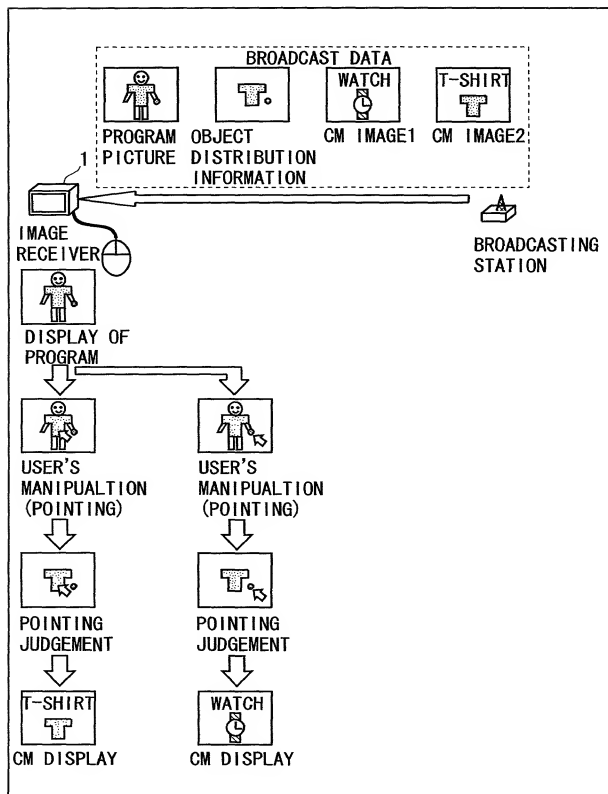 BROADCAST DATA
WATCH
T-SHIRT
PROGRAM
PICTURE
OBJECT
DISTRIBUTION
INFORMATION
CM IMAGE1
CM IMAGE2
1
IMAGE
RECEIVER
BROADCASTING
STATION
DISPLAY OF
PROGRAM
USER'S
MANIPUALTION
(POINTING)
USER'S
MANIPUALTION
(POINTING)
POINTING
JUDGEMENT
POINTING
JUDGEMENT
T-SHIRT
CM DISPLAY
WATCH
CM DISPLAY